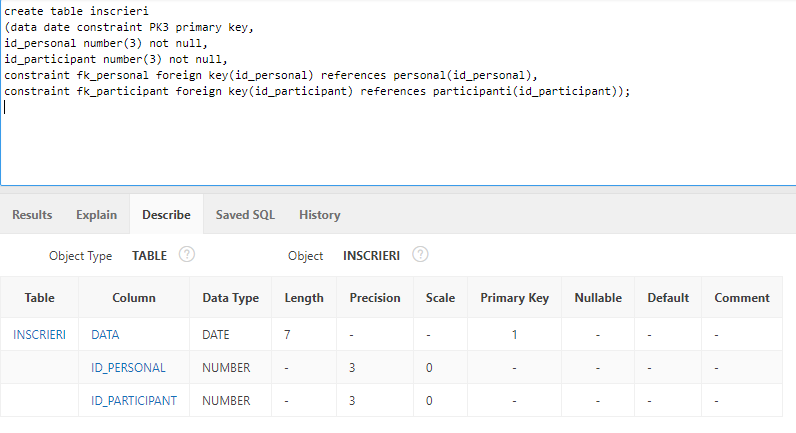 create table inscrieri
(data date constraint PK3 primary key,
id_personal number(3) not null,
id_participant number(3) not null,
constraint fk_personal foreign key(id_personal) references personal(id_personal),
constraint fk_participant foreign key(id_participant) references participanti(id_participant));
Results Explain Describe Saved SQL History
Object Type TABLE ? Object INSCRIERI ?
Table Column Data Type Length Precision Scale Primary Key Nullable Default Comment
INSCRIERI DATA DATE 7 - - 1 - - -
ID_PERSONAL NUMBER - 3 0 - - - -
ID_PARTICIPANT NUMBER - 3 0 - - - -